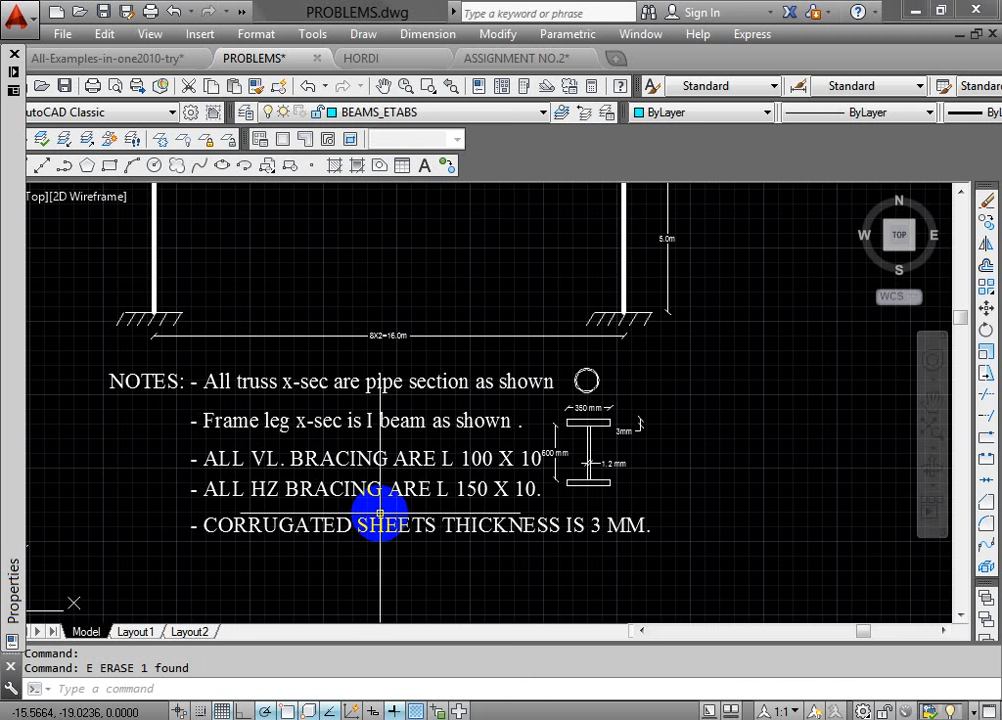 PROBLEMS.dwg
Type a keyword or phrase
Sign In
File Edit View Insert Format Tools Draw Dimension Modify Parametric Window Help Express
All-Examples-in-one2010-try*
PROBLEMS*
HORDI
ASSIGNMENT NO.2*
Standard
Standard
Standar
utoCAD Classic
BEAMS_ETABS
ByLayer
ByLayer
ByL
Top][2D Wireframe]
N
W TOP E
S
WCS
5.0m
8X2=16.0m
NOTES: - All truss x-sec are pipe section as shown
350 mm
- Frame leg x-sec is I beam as shown .
3mm
- ALL VL. BRACING ARE L 100 X 10
600 mm
1.2 mm
- ALL HZ BRACING ARE L 150 X 10.
- CORRUGATED SHEETS THICKNESS IS 3 MM.
Properties
Model Layout1 Layout2
Command:
Command: E ERASE 1 found
Type a command
-15.5664, -19.0236, 0.0000
1:1